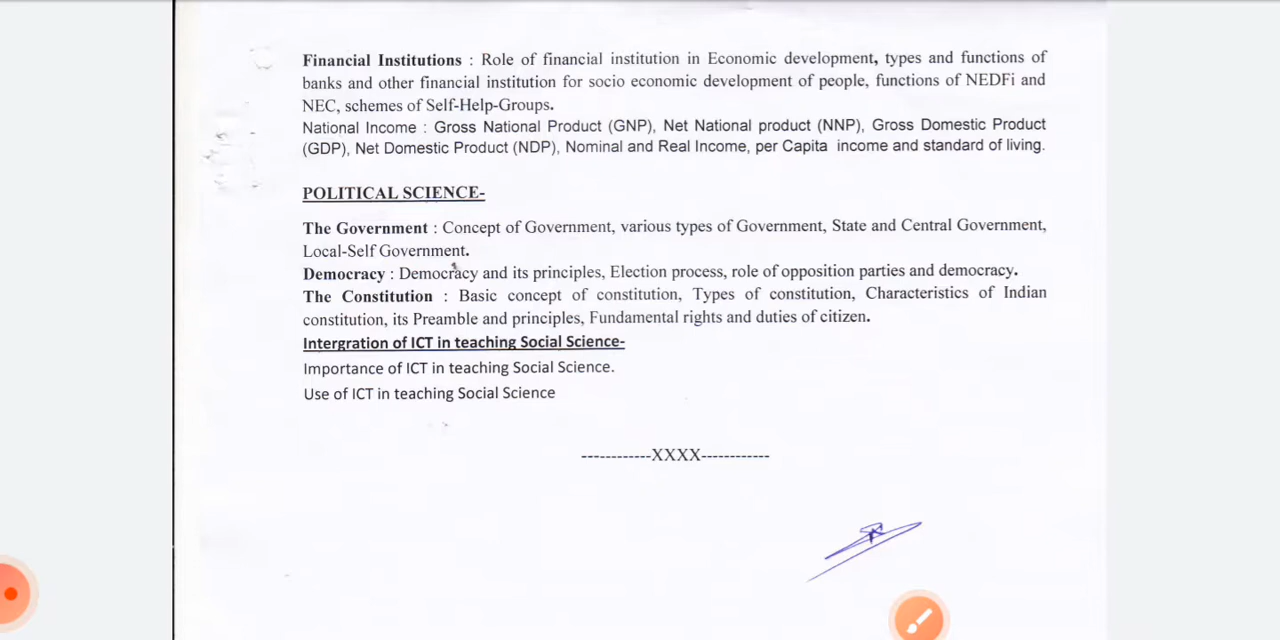 Financial Institutions : Role of financial institution in Economic development, types and functions of
banks and other financial institution for socio economic development of people, functions of NEDFi and
NEC, schemes of Self-Help-Groups.
National Income : Gross National Product (GNP), Net National product (NNP), Gross Domestic Product
(GDP), Net Domestic Product (NDP), Nominal and Real Income, per Capita income and standard of living.
POLITICAL SCIENCE-
The Government : Concept of Government, various types of Government, State and Central Government,
Local-Self Government.
Democracy : Democracy and its principles, Election process, role of opposition parties and democracy.
The Constitution : Basic concept of constitution, Types of constitution, Characteristics of Indian
constitution, its Preamble and principles, Fundamental rights and duties of citizen.
Intergration of ICT in teaching Social Science-
Importance of ICT in teaching Social Science.
Use of ICT in teaching Social Science
------------XXXX------------